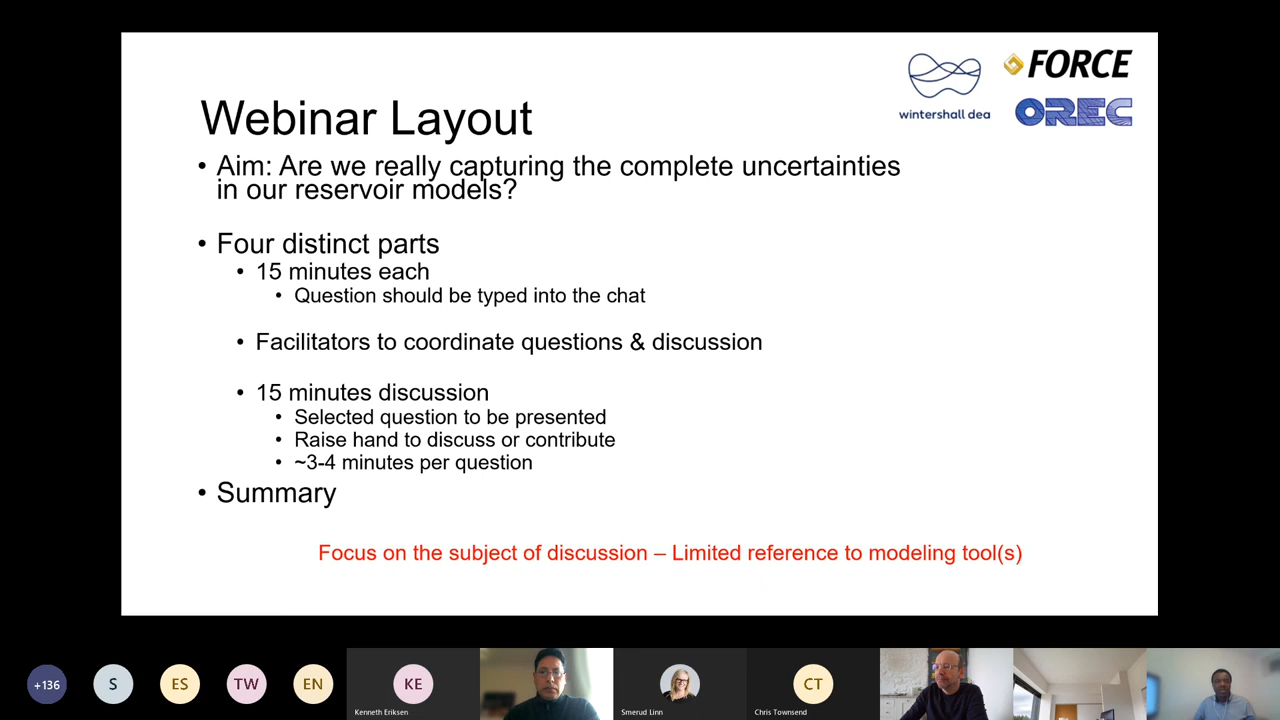 wintershall dea
FORCE
OREC
Webinar Layout
• Aim: Are we really capturing the complete uncertainties
in our reservoir models?
• Four distinct parts
• 15 minutes each
• Question should be typed into the chat
• Facilitators to coordinate questions & discussion
• 15 minutes discussion
• Selected question to be presented
• Raise hand to discuss or contribute
• ~3-4 minutes per question
• Summary
Focus on the subject of discussion – Limited reference to modeling tool(s)
+136
S
ES
TW
EN
KE
Kenneth Eriksen
Smerud Linn
CT
Chris Townsend